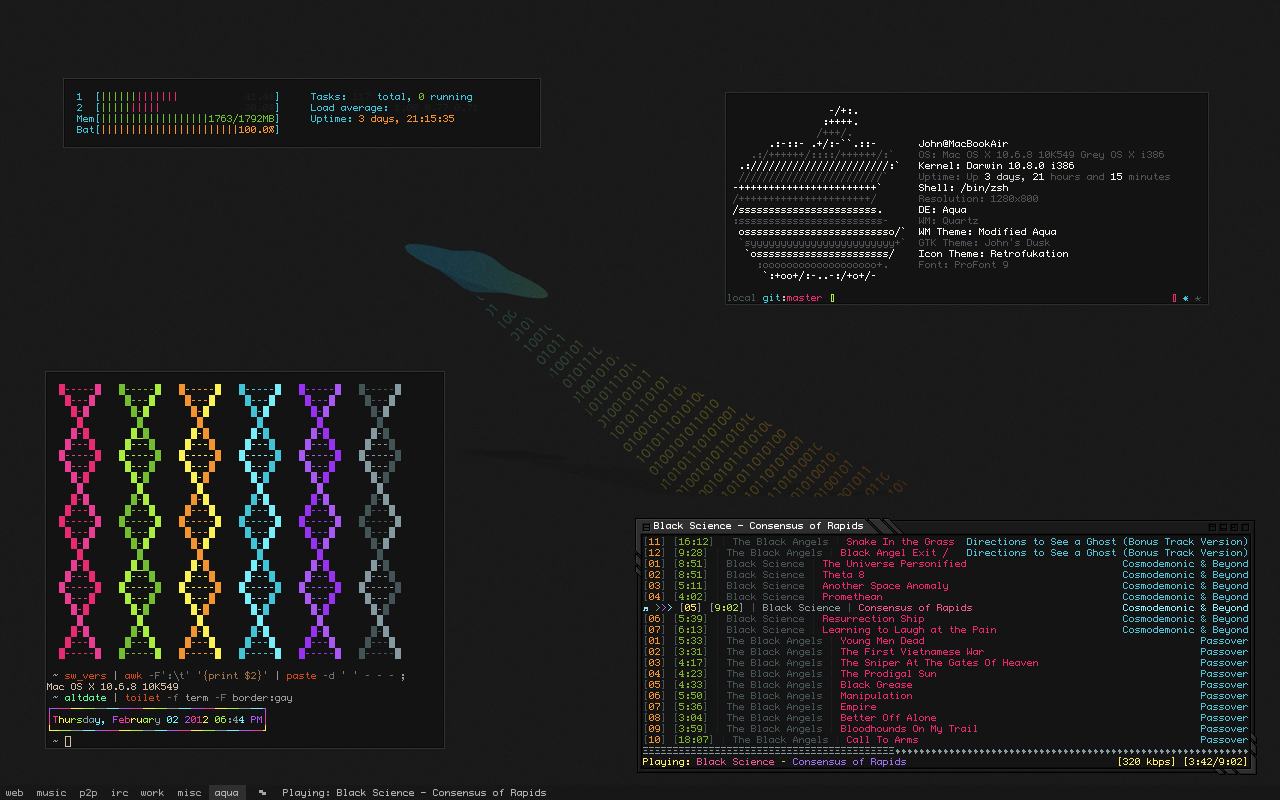 1 [||||||||||||| ]
2 [|||||||||| ]
Mem[||||||||||||||||||1763/1792MB]
Bat[|||||||||||||||||||||||100.0%]
Tasks: total, 0 running
Load average:
Uptime: 3 days, 21:15:35
-/+:.
:++++.
/+++/.
.:-::- .+/:-``.::-
.:/++++++/::::/++++++/:`
.:///////////////////////:`
////////////////////////`
-+++++++++++++++++++++++`
/++++++++++++++++++++++/
/sssssssssssssssssssssss.
:ssssssssssssssssssssssss-
osssssssssssssssssssssssso/`
`syyyyyyyyyyyyyyyyyyyyyyyy+`
`ossssssssssssssssssssss/
:ooooooooooooooooooo+.
`:+oo+/:-..-:/+o+/-
John@MacBookAir
OS: Mac OS X 10.6.8 10K549 Grey OS X i386
Kernel: Darwin 10.8.0 i386
Uptime: Up 3 days, 21 hours and 15 minutes
Shell: /bin/zsh
Resolution: 1280x800
DE: Aqua
WM: Quartz
WM Theme: Modified Aqua
GTK Theme: John's Dusk
Icon Theme: Retrofukation
Font: ProFont 9
local git:master
~ sw_vers | awk -F':\t' '{print $2}' | paste -d ' ' - - - ;
Mac OS X 10.6.8 10K549
~ altdate | toilet -f term -F border:gay
Thursday, February 02 2012 06:44 PM
~
Black Science - Consensus of Rapids
[11] [16:12] | The Black Angels | Snake In the Grass Directions to See a Ghost (Bonus Track Version)
[12] [9:28] | The Black Angels | Black Angel Exit / Directions to See a Ghost (Bonus Track Version)
[01] [8:51] | Black Science | The Universe Personified Cosmodemonic & Beyond
[02] [8:51] | Black Science | Theta 8 Cosmodemonic & Beyond
[03] [5:11] | Black Science | Another Space Anomaly Cosmodemonic & Beyond
[04] [4:02] | Black Science | Promethean Cosmodemonic & Beyond
♬ >>> [05] [9:02] | Black Science | Consensus of Rapids Cosmodemonic & Beyond
[06] [5:39] | Black Science | Resurrection Ship Cosmodemonic & Beyond
[07] [6:13] | Black Science | Learning to Laugh at the Pain Cosmodemonic & Beyond
[01] [5:33] | The Black Angels | Young Men Dead Passover
[02] [3:31] | The Black Angels | The First Vietnamese War Passover
[03] [4:17] | The Black Angels | The Sniper At The Gates Of Heaven Passover
[04] [4:23] | The Black Angels | The Prodigal Sun Passover
[05] [4:33] | The Black Angels | Black Grease Passover
[06] [5:50] | The Black Angels | Manipulation Passover
[07] [5:36] | The Black Angels | Empire Passover
[08] [3:04] | The Black Angels | Better Off Alone Passover
[09] [3:59] | The Black Angels | Bloodhounds On My Trail Passover
[10] [18:07] | The Black Angels | Call To Arms Passover
Playing: Black Science - Consensus of Rapids [320 kbps] [3:42/9:02]
web music p2p irc work misc aqua Playing: Black Science - Consensus of Rapids